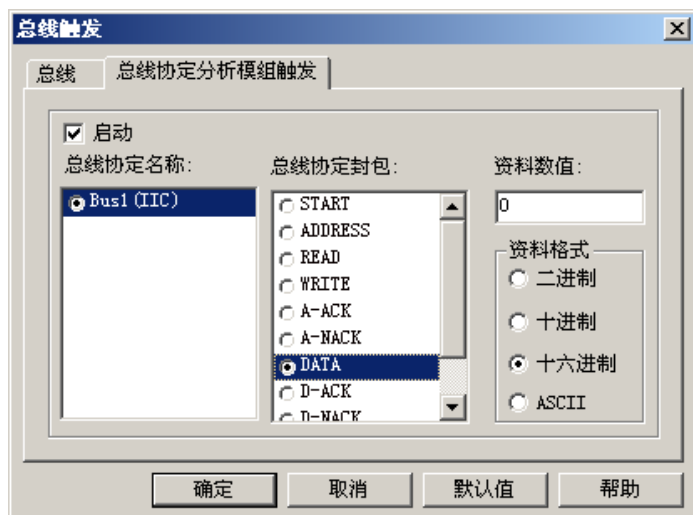 总线触发
总线
总线协定分析模组触发
启动
总线协定名称:
总线协定封包:
资料数值:
Bus1(IIC)
START
ADDRESS
READ
WRITE
A-ACK
A-NACK
DATA
D-ACK
D-NACK
0
资料格式
二进制
十进制
十六进制
ASCII
确定
取消
默认值
帮助